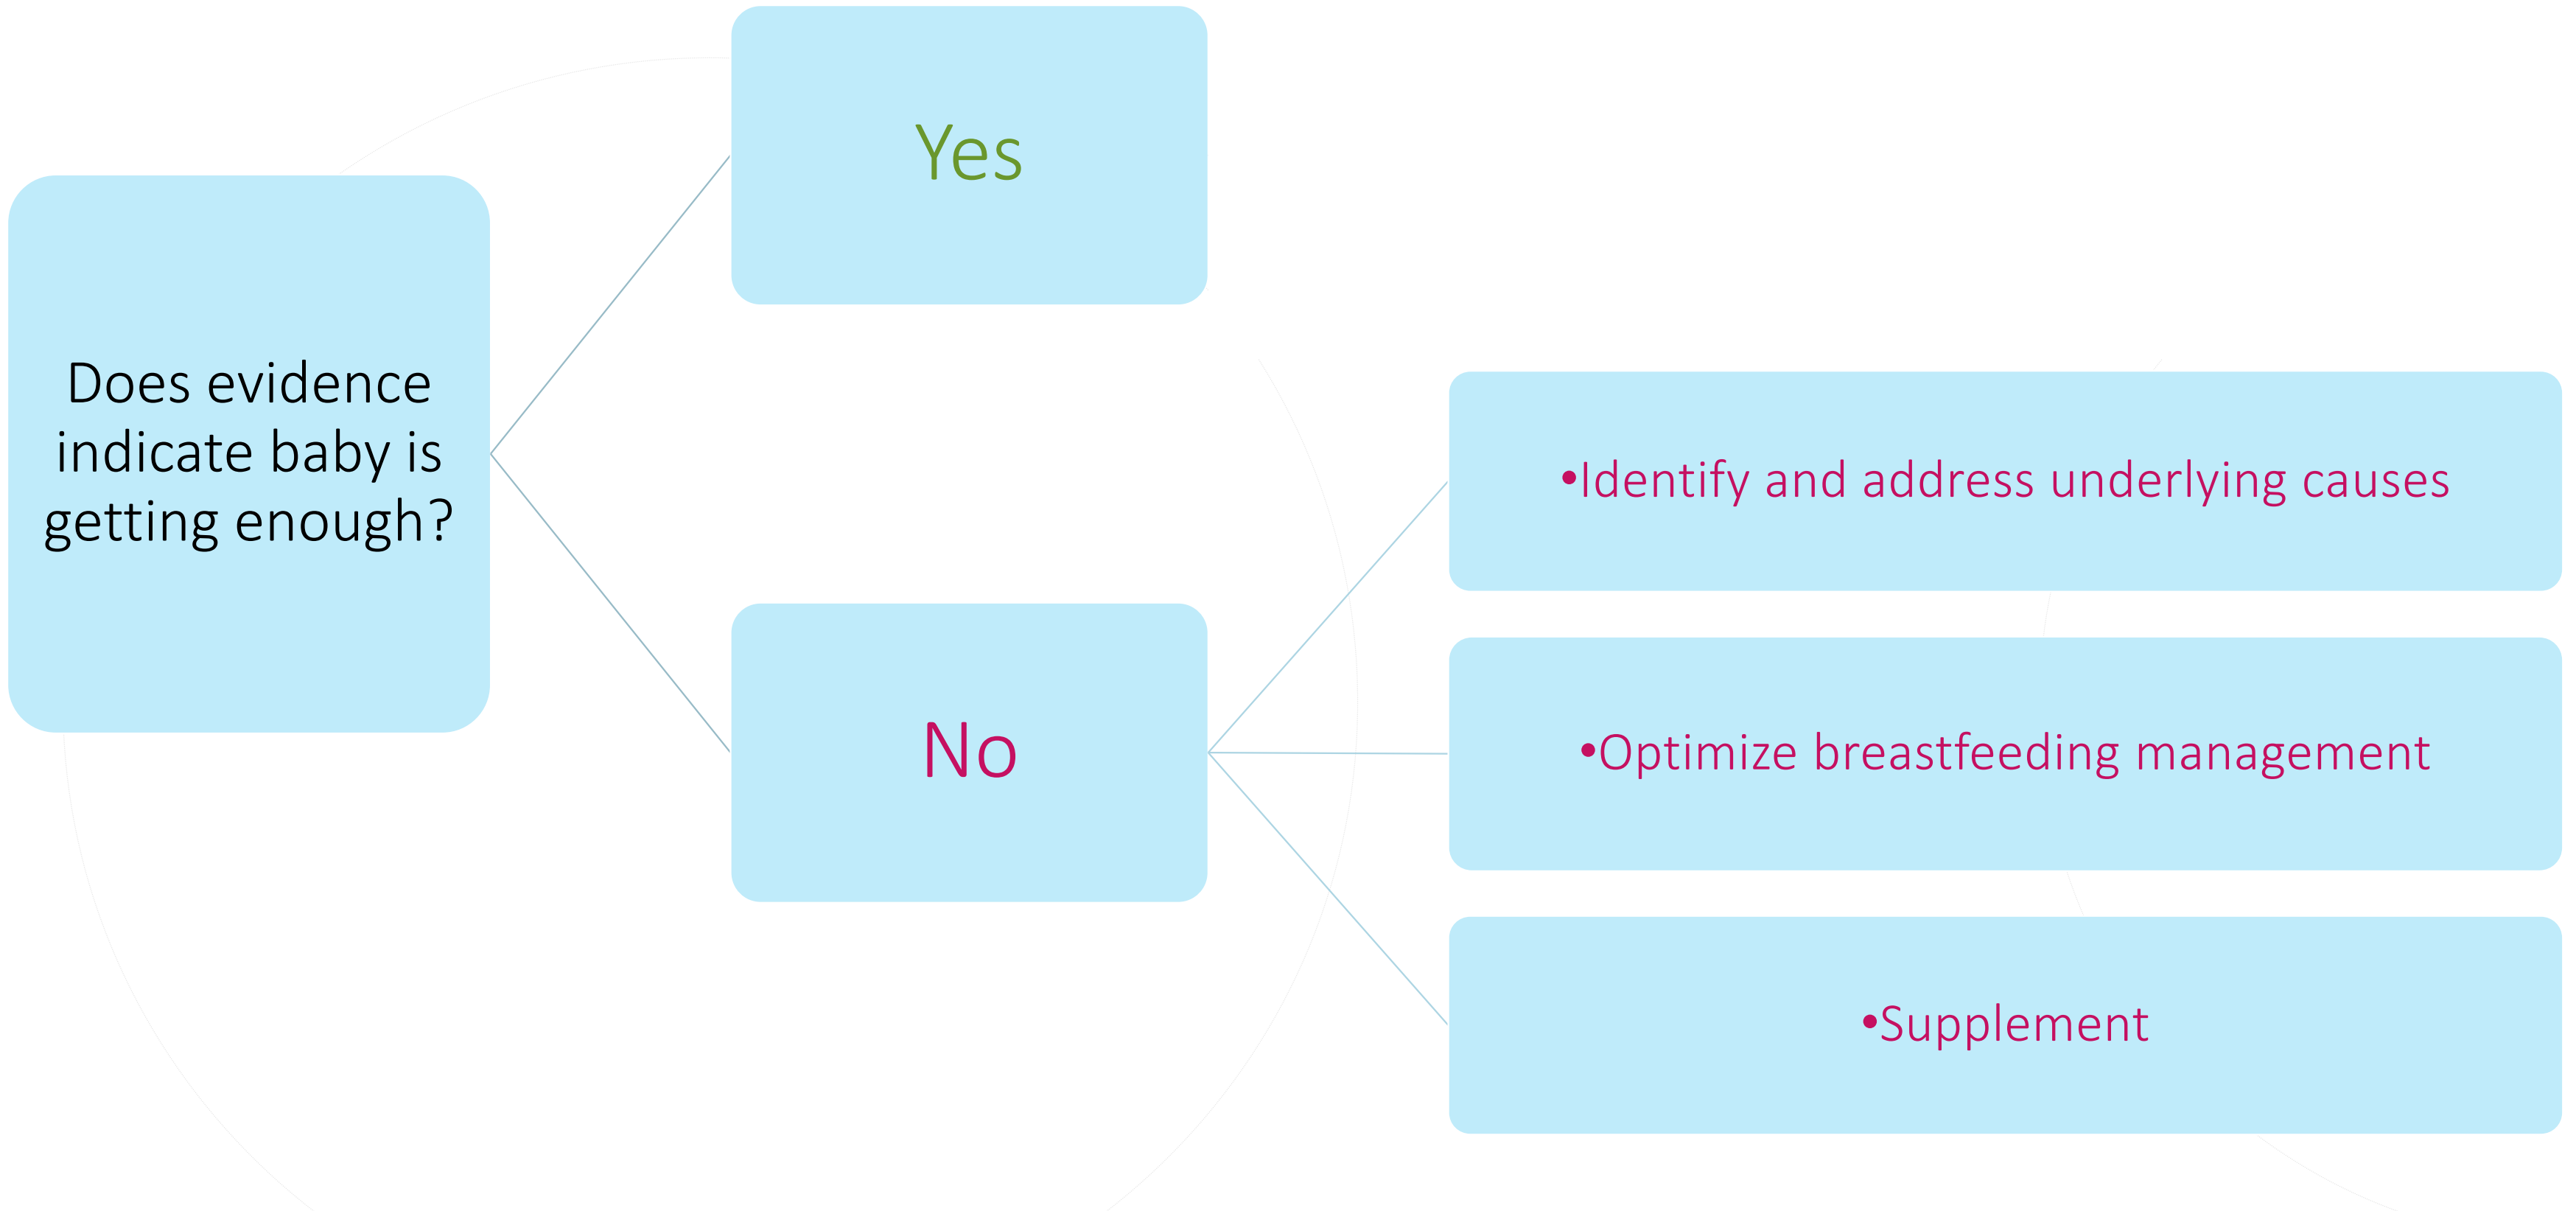 Does evidence
indicate baby is
getting enough?
Yes
No
•Identify and address underlying causes
•Optimize breastfeeding management
•Supplement